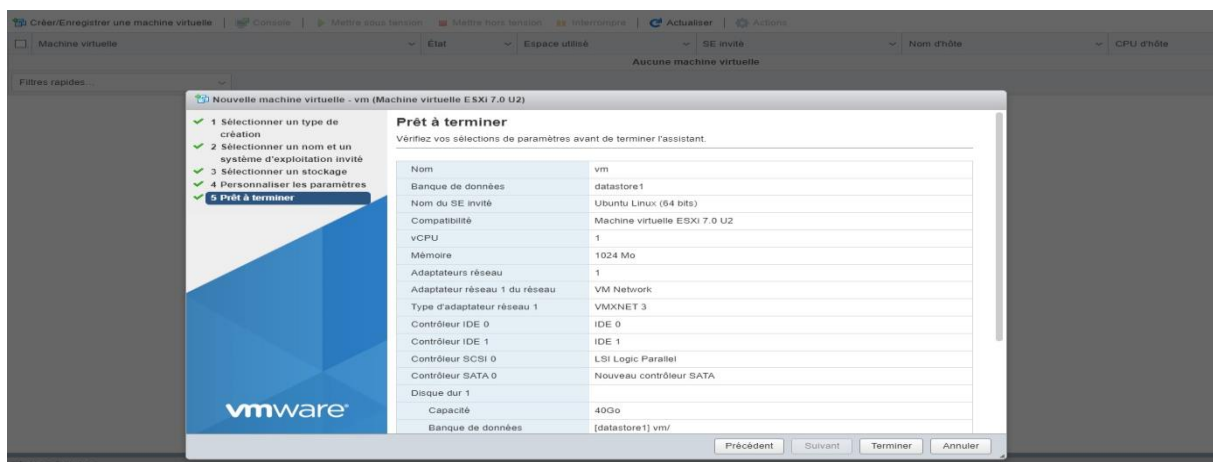 Créer/Enregistrer une machine virtuelle | Console | Mettre sous tension Mettre hors tension Interrompre | Actualiser | Actions
Machine virtuelle État Espace utilisé SE invité Nom d'hôte CPU d'hôte
Aucune machine virtuelle
Filtres rapides...
Nouvelle machine virtuelle - vm (Machine virtuelle ESXi 7.0 U2)
1 Sélectionner un type de
création
2 Sélectionner un nom et un
système d'exploitation invité
3 Sélectionner un stockage
4 Personnaliser les paramètres
5 Prêt à terminer
vmware
Prêt à terminer
Vérifiez vos sélections de paramètres avant de terminer l'assistant.
Nom vm
Banque de données datastore1
Nom du SE invité Ubuntu Linux (64 bits)
Compatibilité Machine virtuelle ESXi 7.0 U2
vCPU 1
Mémoire 1024 Mo
Adaptateurs réseau 1
Adaptateur réseau 1 du réseau VM Network
Type d'adaptateur réseau 1 VMXNET 3
Contrôleur IDE 0 IDE 0
Contrôleur IDE 1 IDE 1
Contrôleur SCSI 0 LSI Logic Parallel
Contrôleur SATA 0 Nouveau contrôleur SATA
Disque dur 1
Capacité 40Go
Banque de données [datastore1] vm/
Précédent Suivant Terminer Annuler